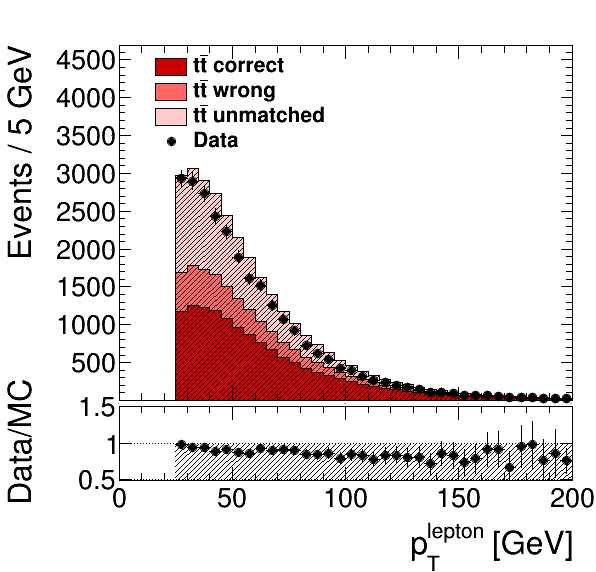 Events / 5 GeV
4500
4000
3500
3000
2500
2000
1500
1000
500
tt̅ correct
tt̅ wrong
tt̅ unmatched
Data
Data/MC
1.5
1
0.5
0 50 100 150 200
p_T^lepton [GeV]